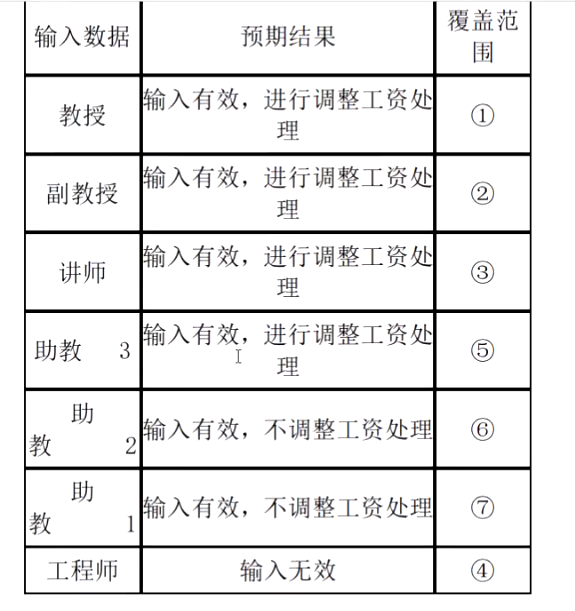 输入数据 预期结果 覆盖范
围
教授 输入有效，进行调整工资处
理 ①
副教授 输入有效，进行调整工资处
理 ②
讲师 输入有效，进行调整工资处
理 ③
助教 3 输入有效，进行调整工资处
理 ⑤
助
教 2 输入有效，不调整工资处理 ⑥
助
教 1 输入有效，不调整工资处理 ⑦
工程师 输入无效 ④